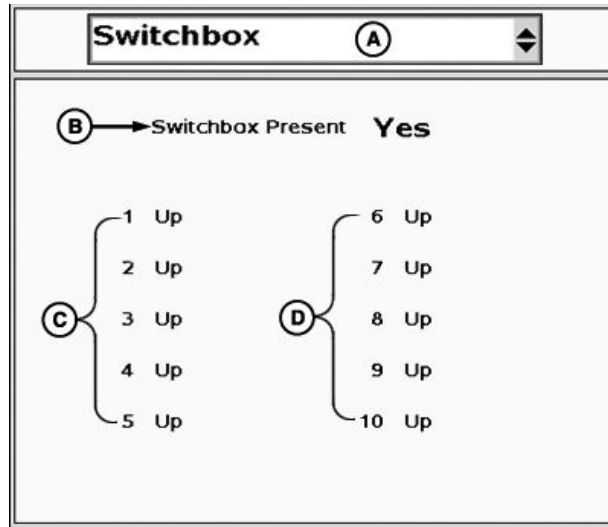 Switchbox A
B Switchbox Present Yes
1 Up 6 Up
2 Up 7 Up
C 3 Up D 8 Up
4 Up 9 Up
5 Up 10 Up